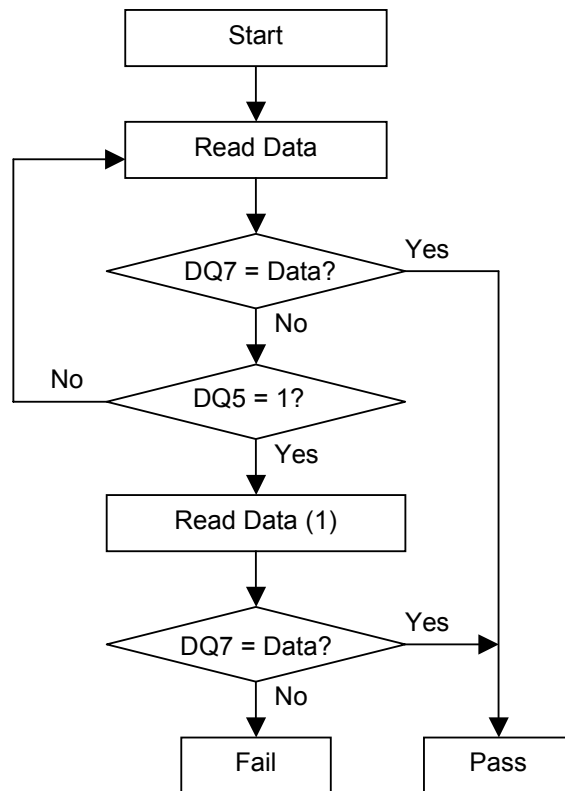 Start
Read Data
DQ7 = Data?
Yes
No
No
DQ5 = 1?
Yes
Read Data (1)
DQ7 = Data?
Yes
No
Fail
Pass